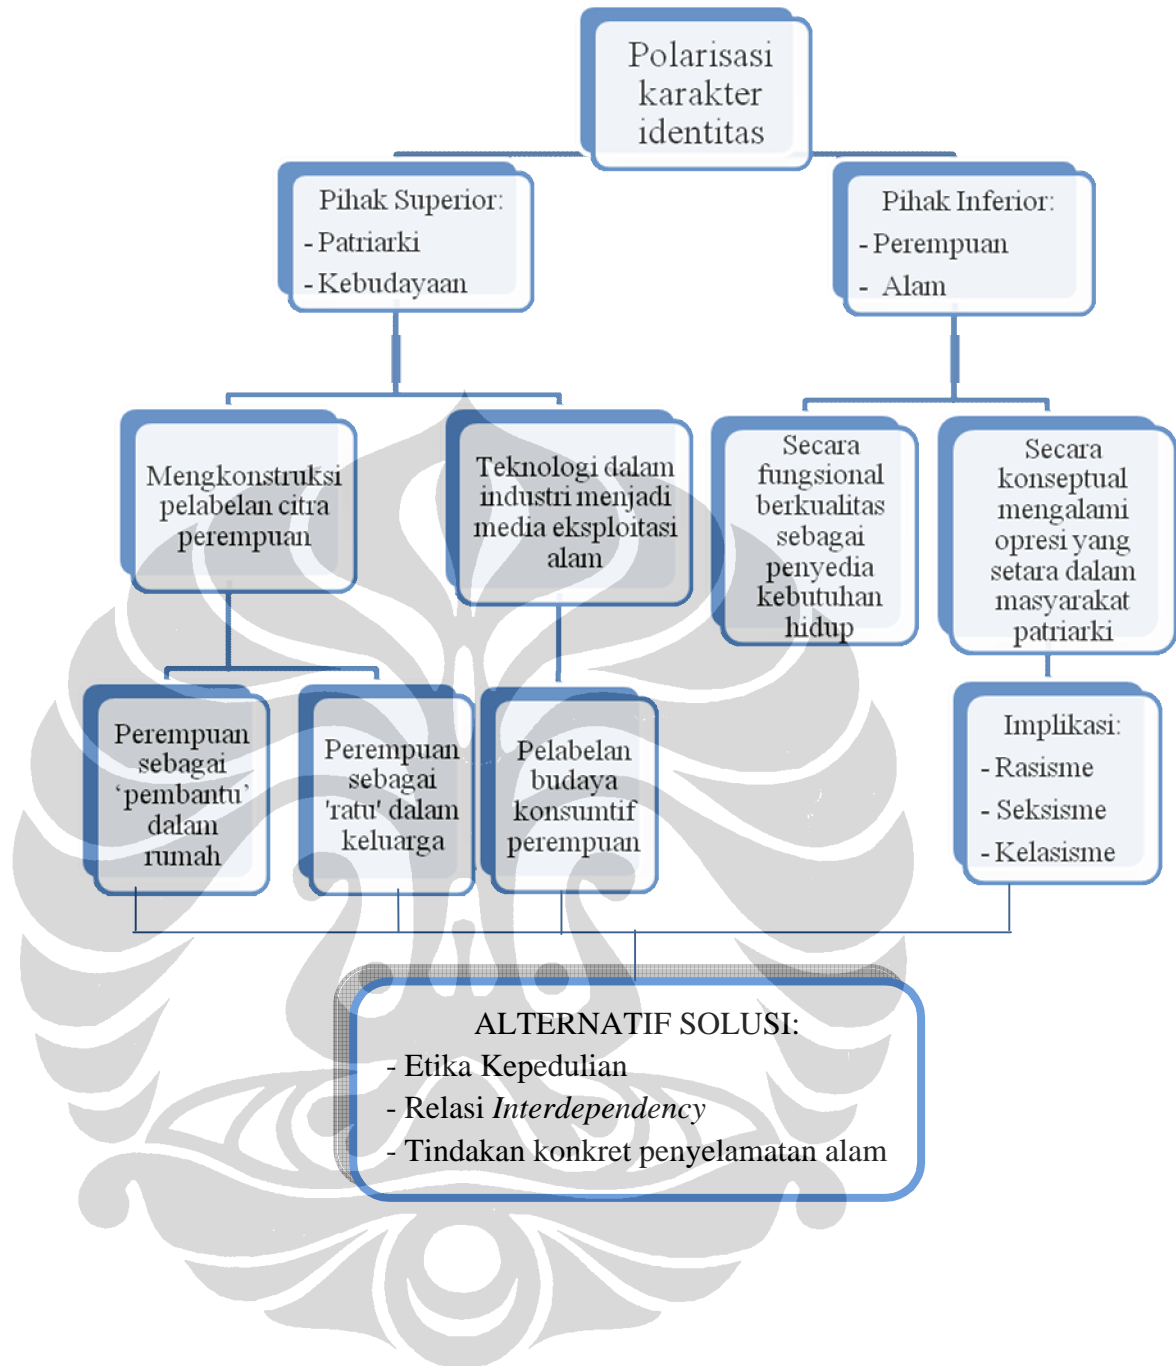 Polarisasi
karakter
identitas
Pihak Superior:
- Patriarki
- Kebudayaan
Pihak Inferior:
- Perempuan
- Alam
Mengkonstruksi
pelabelan citra
perempuan
Teknologi dalam
industri menjadi
media eksploitasi
alam
Secara
fungsional
berkualitas
sebagai
penyedia
kebutuhan
hidup
Secara
konseptual
mengalami
opresi yang
setara dalam
masyarakat
patriarki
Perempuan
sebagai
‘pembantu’
dalam
rumah
Perempuan
sebagai
'ratu' dalam
keluarga
Pelabelan
budaya
konsumtif
perempuan
Implikasi:
- Rasisme
- Seksisme
- Kelasisme
ALTERNATIF SOLUSI:
- Etika Kepedulian
- Relasi Interdependency
- Tindakan konkret penyelamatan alam